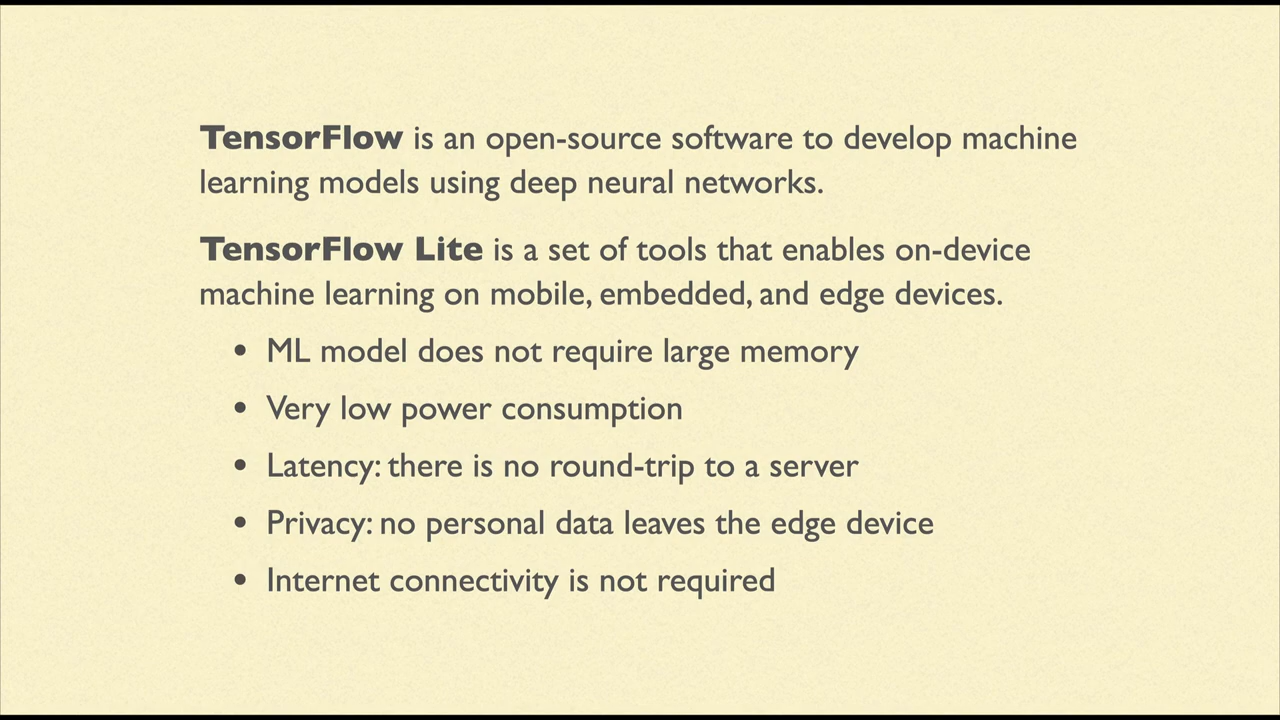 TensorFlow is an open-source software to develop machine
learning models using deep neural networks.
TensorFlow Lite is a set of tools that enables on-device
machine learning on mobile, embedded, and edge devices.
• ML model does not require large memory
• Very low power consumption
• Latency: there is no round-trip to a server
• Privacy: no personal data leaves the edge device
• Internet connectivity is not required